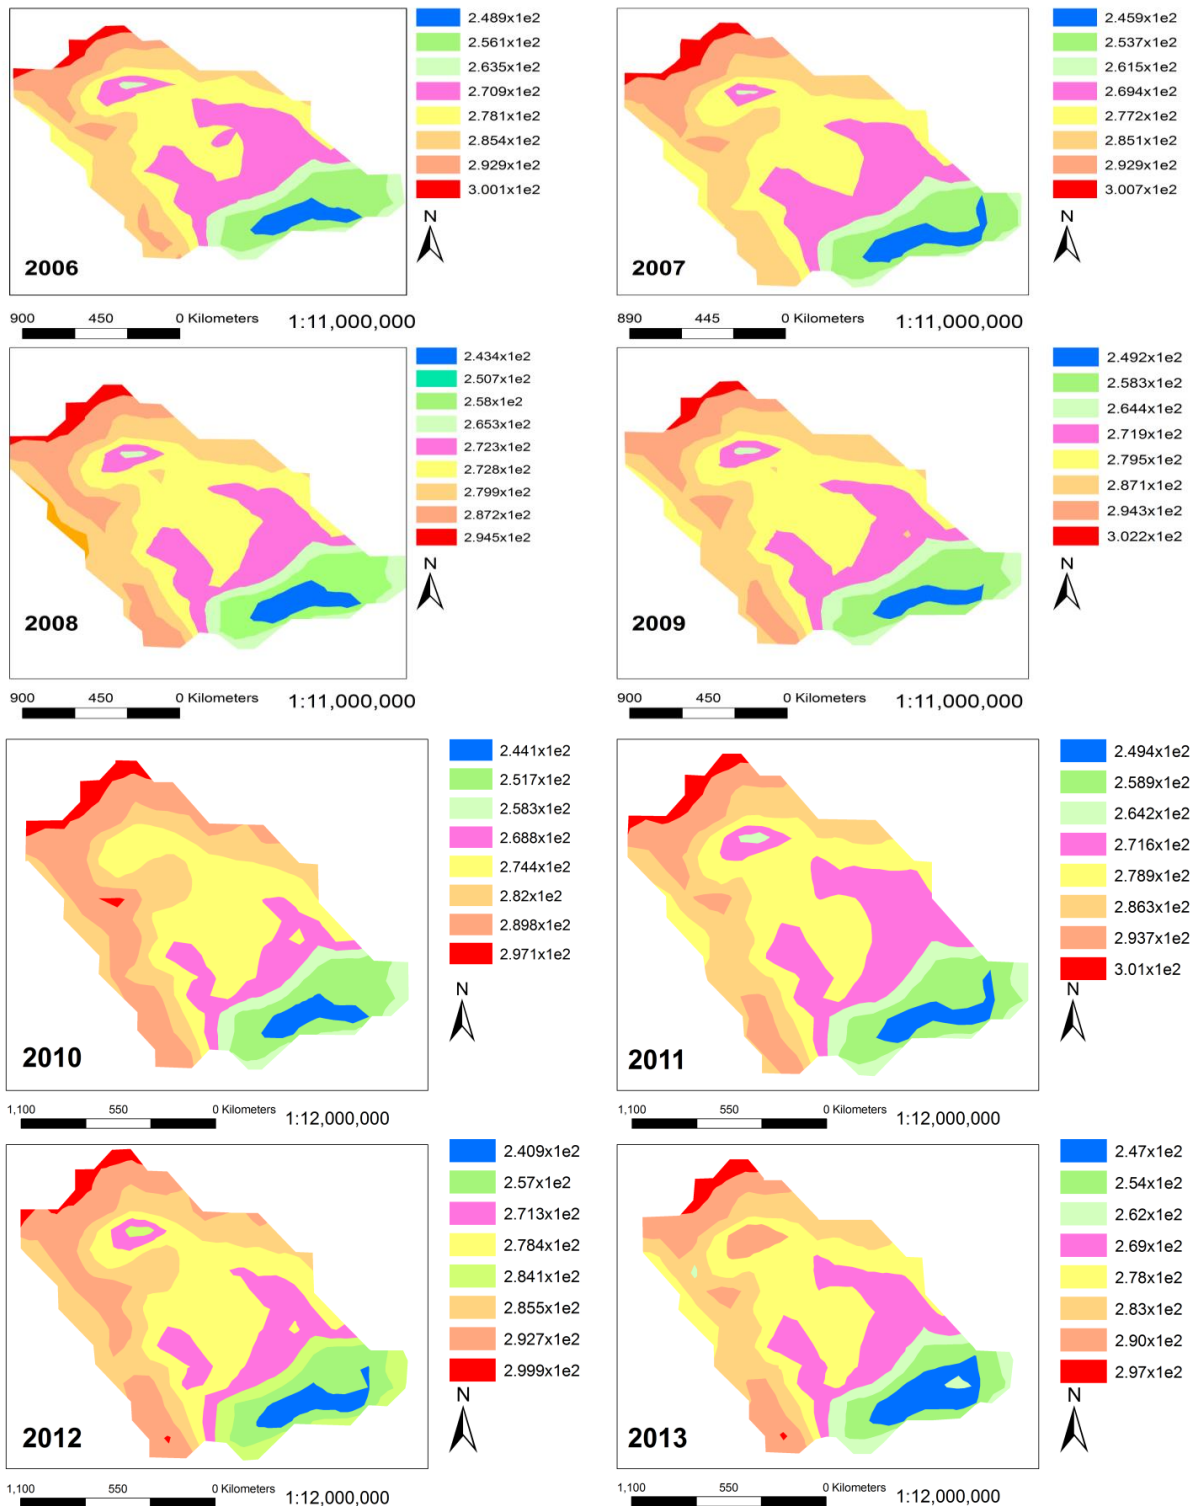 2.489x1e2
2.561x1e2
2.635x1e2
2.709x1e2
2.781x1e2
2.854x1e2
2.929x1e2
3.001x1e2
N
2006
900 450 0 Kilometers 1:11,000,000
2.459x1e2
2.537x1e2
2.615x1e2
2.694x1e2
2.772x1e2
2.851x1e2
2.929x1e2
3.007x1e2
N
2007
890 445 0 Kilometers 1:11,000,000
2.434x1e2
2.507x1e2
2.58x1e2
2.653x1e2
2.723x1e2
2.728x1e2
2.799x1e2
2.872x1e2
2.945x1e2
N
2008
900 450 0 Kilometers 1:11,000,000
2.492x1e2
2.583x1e2
2.644x1e2
2.719x1e2
2.795x1e2
2.871x1e2
2.943x1e2
3.022x1e2
N
2009
900 450 0 Kilometers 1:11,000,000
2.441x1e2
2.517x1e2
2.583x1e2
2.688x1e2
2.744x1e2
2.82x1e2
2.898x1e2
2.971x1e2
N
2010
1,100 550 0 Kilometers 1:12,000,000
2.494x1e2
2.589x1e2
2.642x1e2
2.716x1e2
2.789x1e2
2.863x1e2
2.937x1e2
3.01x1e2
N
2011
1,100 550 0 Kilometers 1:12,000,000
2.409x1e2
2.57x1e2
2.713x1e2
2.784x1e2
2.841x1e2
2.855x1e2
2.927x1e2
2.999x1e2
N
2012
1,100 550 0 Kilometers 1:12,000,000
2.47x1e2
2.54x1e2
2.62x1e2
2.69x1e2
2.78x1e2
2.83x1e2
2.90x1e2
2.97x1e2
N
2013
1,100 550 0 Kilometers 1:12,000,000